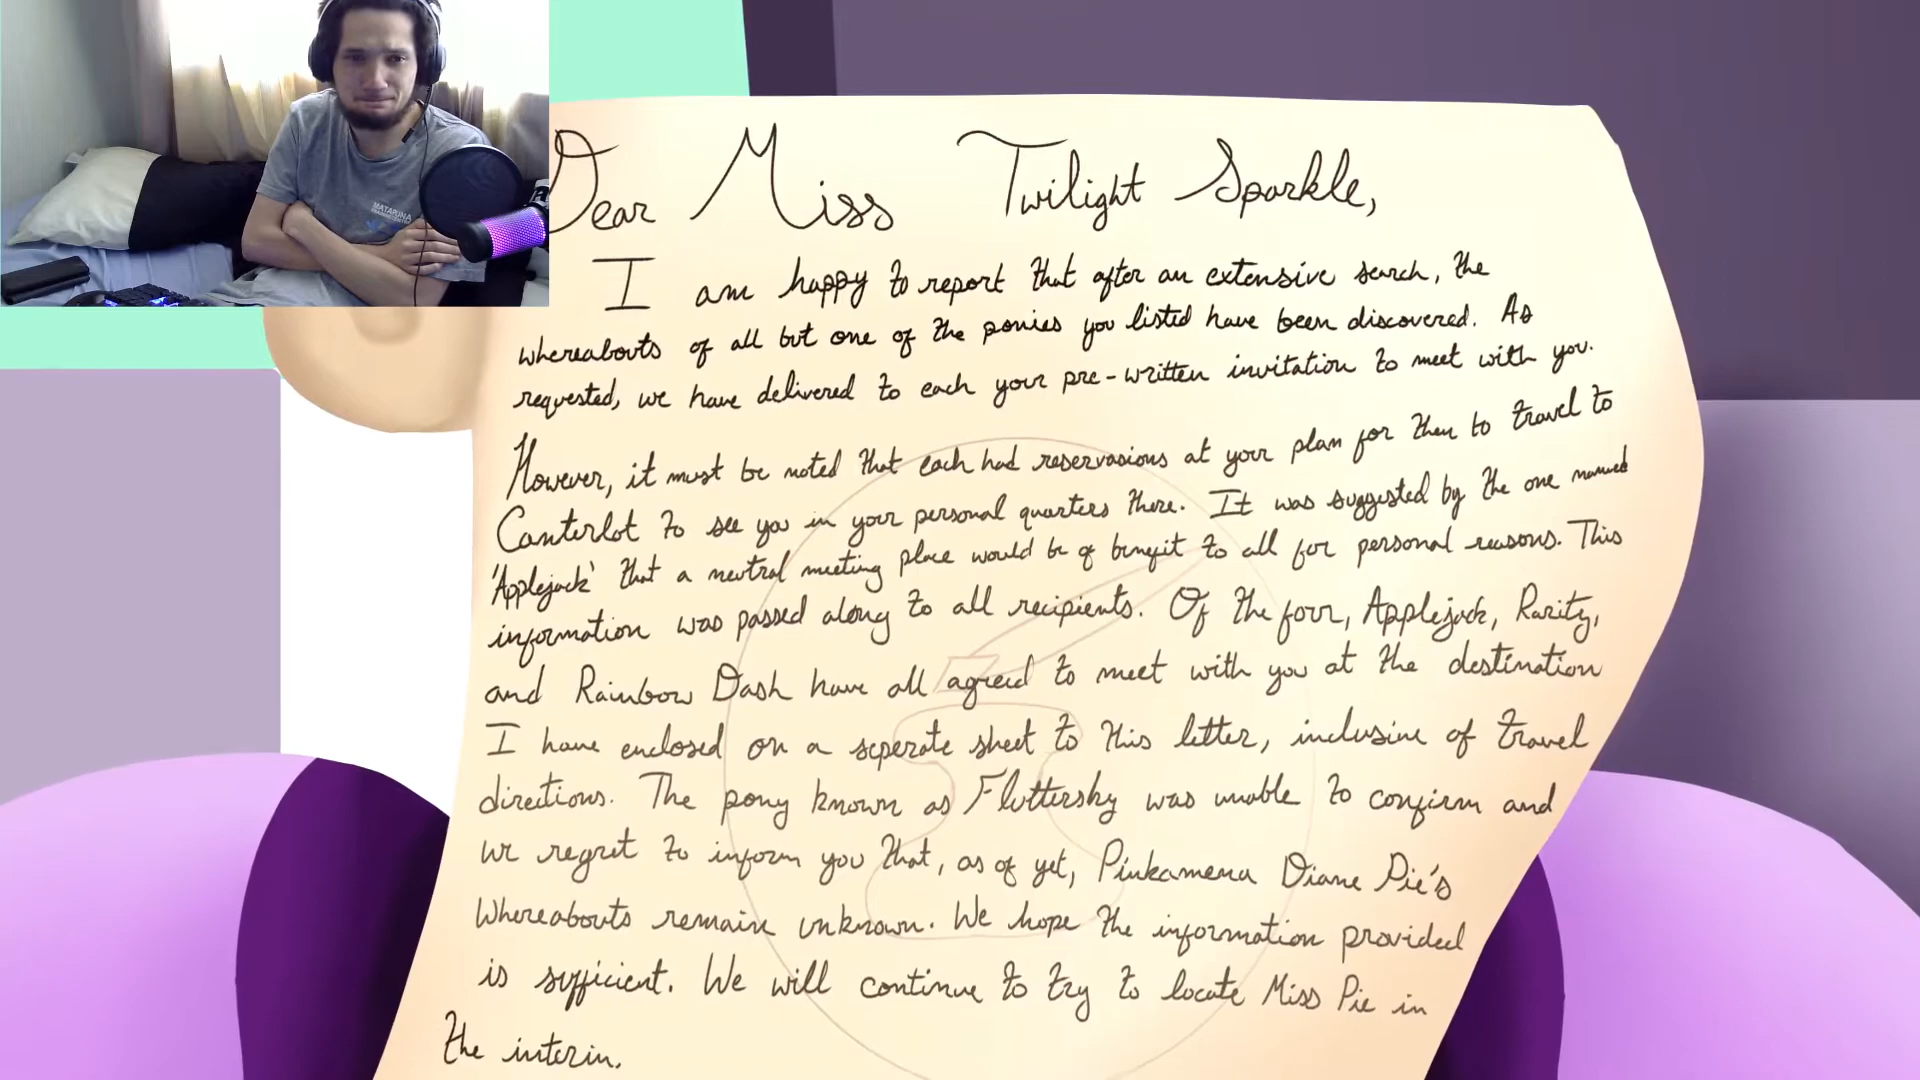 MATAPUNA
Dear Miss Twilight Sparkle,
I am happy to report that after an extensive search, the
whereabouts of all but one of the ponies you listed have been discovered. As
requested, we have delivered to each your pre-written invitation to meet with you.
However, it must be noted that each had reservasions at your plan for them to travel to
Canterlot to see you in your personal quarters there. It was suggested by the one named
'Applejack' that a neutral meeting place would be of benefit to all for personal reasons. This
information was passed along to all recipients. Of the four, Applejack, Rarity,
and Rainbow Dash have all agreed to meet with you at the destination
I have enclosed on a seperate sheet to this letter, inclusive of travel
directions. The pony known as Fluttershy was unable to confirm and
we regret to inform you that, as of yet, Pinkamena Diane Pie's
whereabouts remain unknown. We hope the information provided
is sufficient. We will continue to try to locate Miss Pie in
the interin.